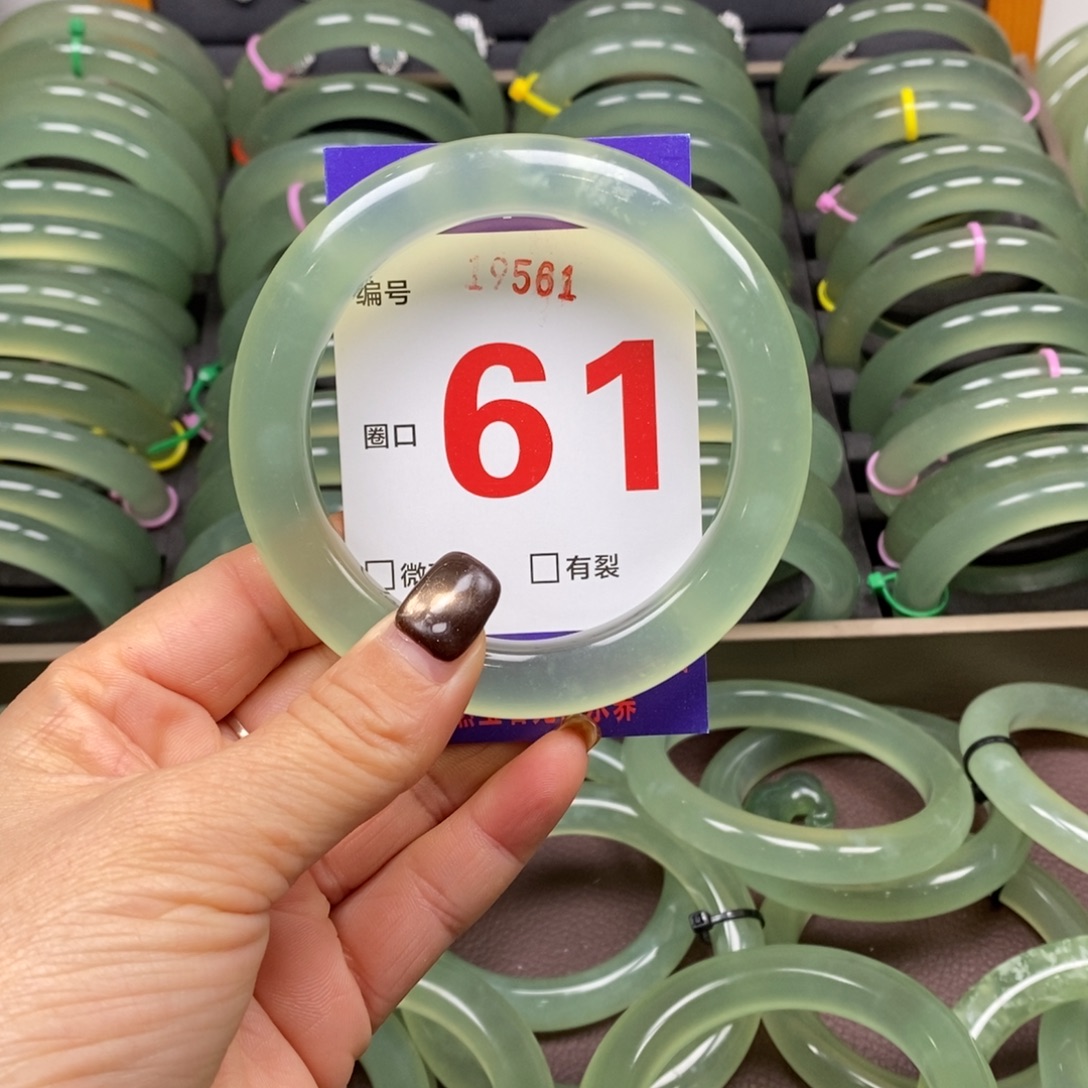 编号 19561
圈口 61
□微 □有裂